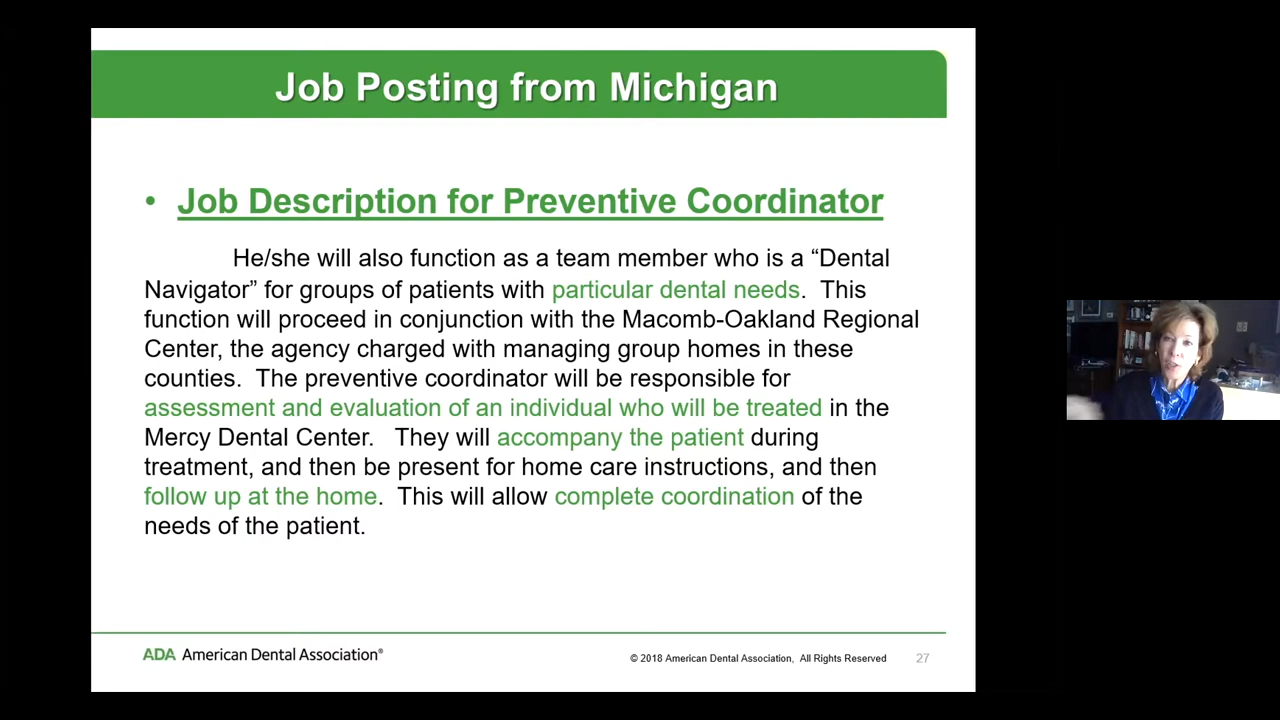 Job Posting from Michigan
• Job Description for Preventive Coordinator
He/she will also function as a team member who is a “Dental
Navigator” for groups of patients with particular dental needs. This
function will proceed in conjunction with the Macomb-Oakland Regional
Center, the agency charged with managing group homes in these
counties. The preventive coordinator will be responsible for
assessment and evaluation of an individual who will be treated in the
Mercy Dental Center. They will accompany the patient during
treatment, and then be present for home care instructions, and then
follow up at the home. This will allow complete coordination of the
needs of the patient.
ADA American Dental Association®
© 2018 American Dental Association, All Rights Reserved
27